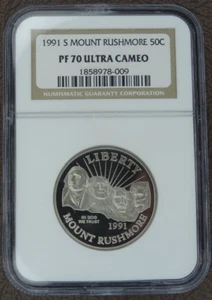 1991 S MOUNT RUSHMORE 50C
PF 70 ULTRA CAMEO
1858978-009
NUMISMATIC GUARANTY CORPORATION
LIBERTY
IN GOD
WE TRUST
1991
MOUNT RUSHMORE